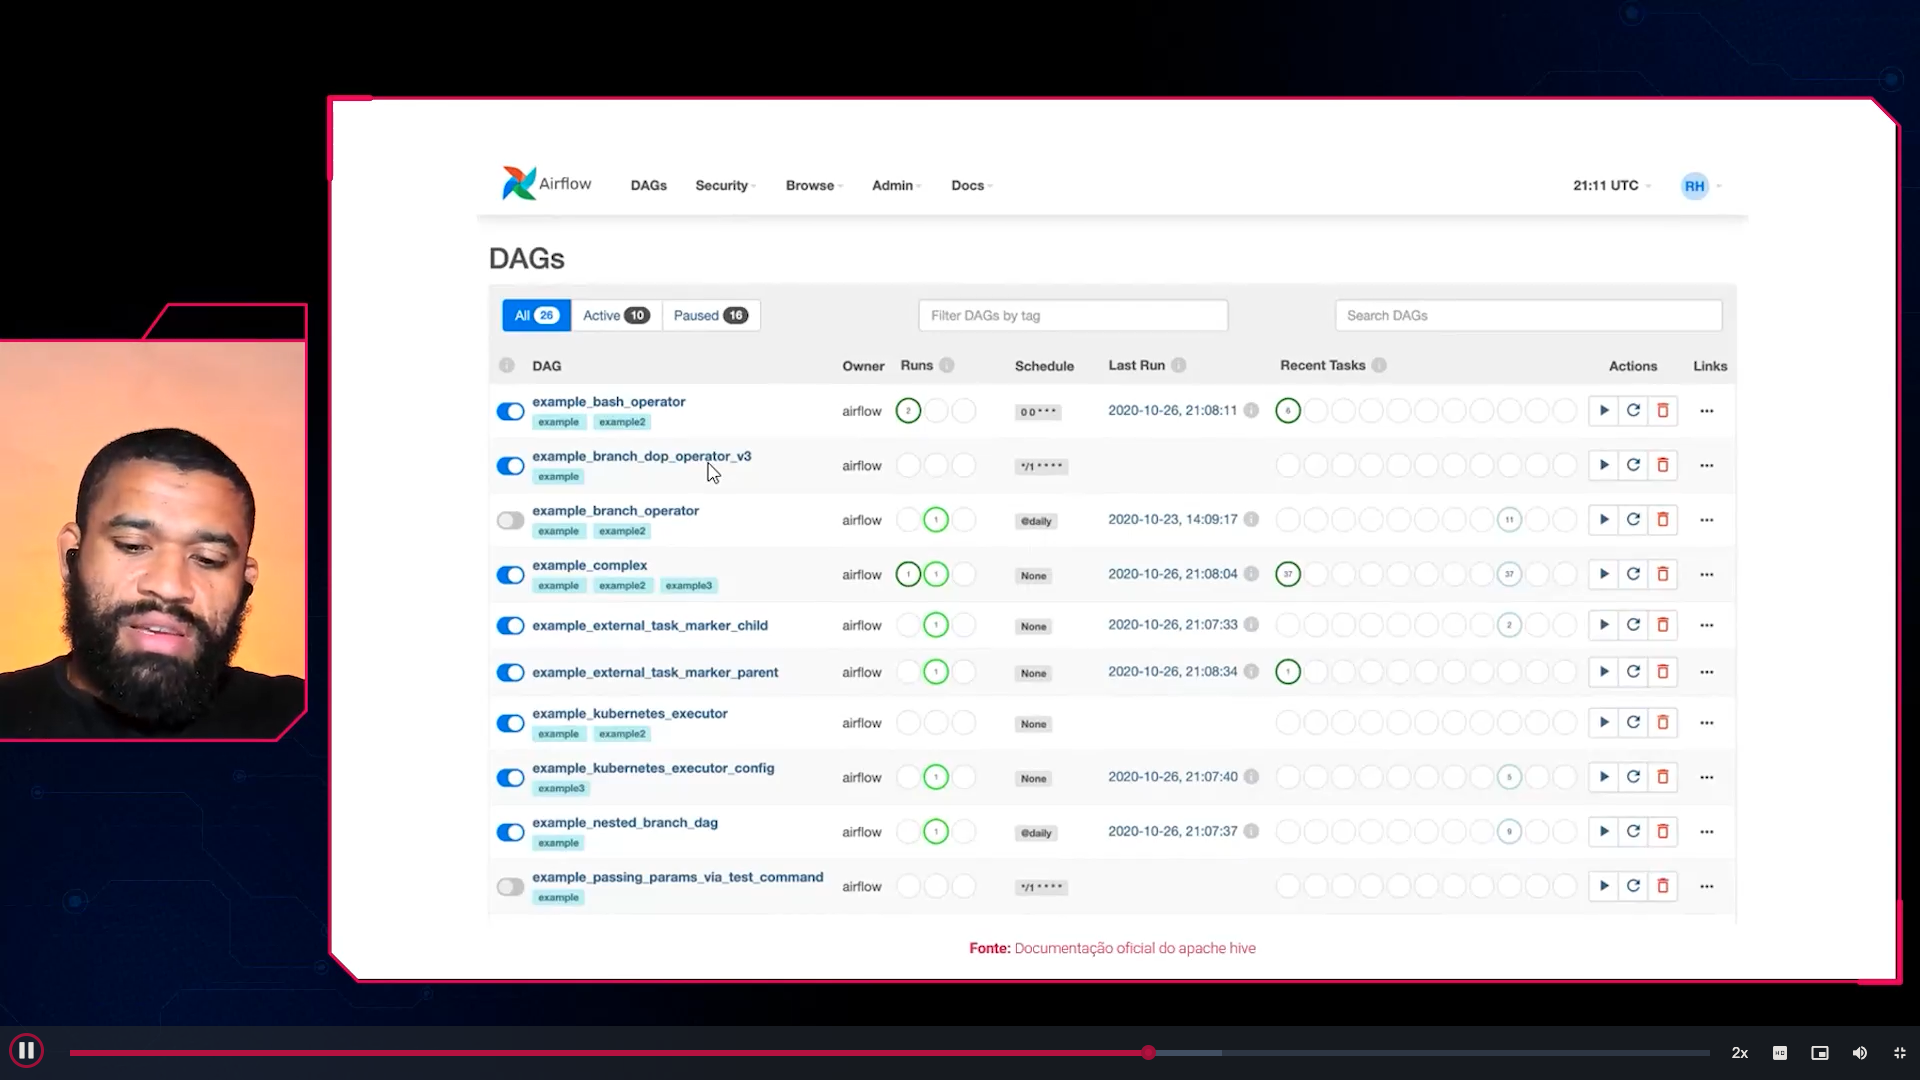 Airflow DAGs Security Browse Admin Docs 21:11 UTC RH
DAGs
All 26 Active 10 Paused 16 Filter DAGs by tag Search DAGs
DAG Owner Runs Schedule Last Run Recent Tasks Actions Links
example_bash_operator
example example2
airflow 2 0 0 * * * 2020-10-26, 21:08:11 6
example_branch_dop_operator_v3
example
airflow */1 * * * *
example_branch_operator
example example2
airflow 1 @daily 2020-10-23, 14:09:17 11
example_complex
example example2 example3
airflow 1 1 None 2020-10-26, 21:08:04 37 37
example_external_task_marker_child airflow 1 None 2020-10-26, 21:07:33 2
example_external_task_marker_parent airflow 1 None 2020-10-26, 21:08:34 1
example_kubernetes_executor
example example2
airflow None
example_kubernetes_executor_config
example3
airflow 1 None 2020-10-26, 21:07:40 5
example_nested_branch_dag
example
airflow 1 @daily 2020-10-26, 21:07:37 9
example_passing_params_via_test_command
example
airflow */1 * * * *
Fonte: Documentação oficial do apache hive
2x HD